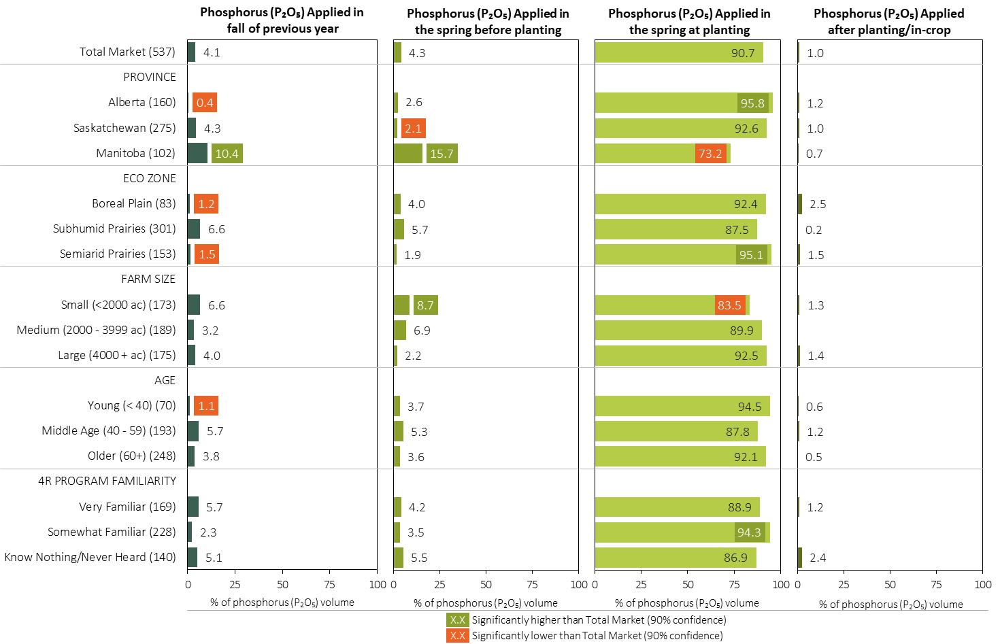 Phosphorus (P₂O₅) Applied in
fall of previous year
Phosphorus (P₂O₅) Applied in
the spring before planting
Phosphorus (P₂O₅) Applied in
the spring at planting
Phosphorus (P₂O₅) Applied
after planting/in-crop
Total Market (537) 4.1 4.3 90.7 1.0
PROVINCE
Alberta (160) 0.4 2.6 95.8 1.2
Saskatchewan (275) 4.3 2.1 92.6 1.0
Manitoba (102) 10.4 15.7 73.2 0.7
ECO ZONE
Boreal Plain (83) 1.2 4.0 92.4 2.5
Subhumid Prairies (301) 6.6 5.7 87.5 0.2
Semiarid Prairies (153) 1.5 1.9 95.1 1.5
FARM SIZE
Small (<2000 ac) (173) 6.6 8.7 83.5 1.3
Medium (2000 - 3999 ac) (189) 3.2 6.9 89.9
Large (4000 + ac) (175) 4.0 2.2 92.5 1.4
AGE
Young (< 40) (70) 1.1 3.7 94.5 0.6
Middle Age (40 - 59) (193) 5.7 5.3 87.8 1.2
Older (60+) (248) 3.8 3.6 92.1 0.5
4R PROGRAM FAMILIARITY
Very Familiar (169) 5.7 4.2 88.9 1.2
Somewhat Familiar (228) 2.3 3.5 94.3
Know Nothing/Never Heard (140) 5.1 5.5 86.9 2.4
0 25 50 75 100 0 25 50 75 100 0 25 50 75 100 0 25 50 75 100
% of phosphorus (P₂O₅) volume % of phosphorus (P₂O₅) volume % of phosphorus (P₂O₅) volume % of phosphorus (P₂O₅) volume
X.X Significantly higher than Total Market (90% confidence)
X.X Significantly lower than Total Market (90% confidence)